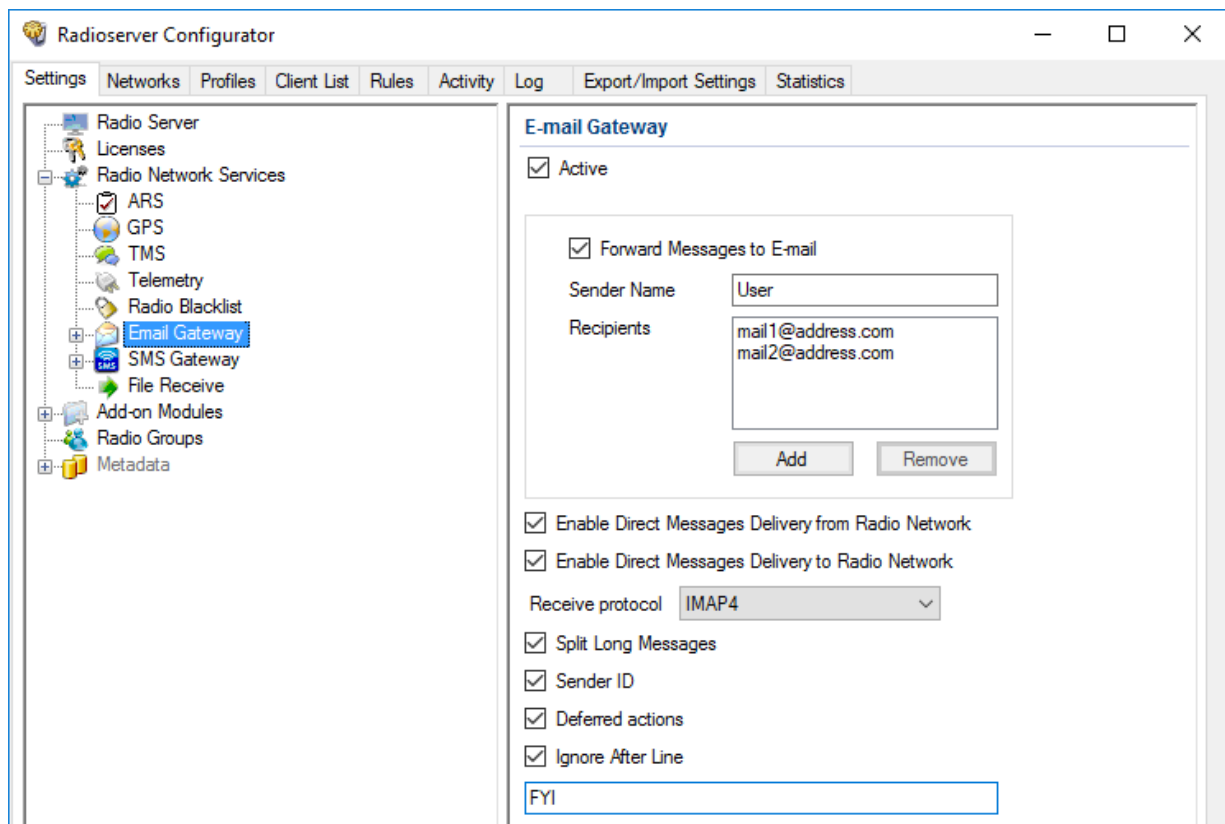 Radioserver Configurator
Settings Networks Profiles Client List Rules Activity Log Export/Import Settings Statistics
Radio Server
Licenses
Radio Network Services
ARS
GPS
TMS
Telemetry
Radio Blacklist
Email Gateway
SMS
SMS Gateway
File Receive
Add-on Modules
Radio Groups
Metadata
E-mail Gateway
Active
Forward Messages to E-mail
Sender Name User
Recipients mail1@address.com
mail2@address.com
Add Remove
Enable Direct Messages Delivery from Radio Network
Enable Direct Messages Delivery to Radio Network
Receive protocol IMAP4
Split Long Messages
Sender ID
Deferred actions
Ignore After Line
FYI